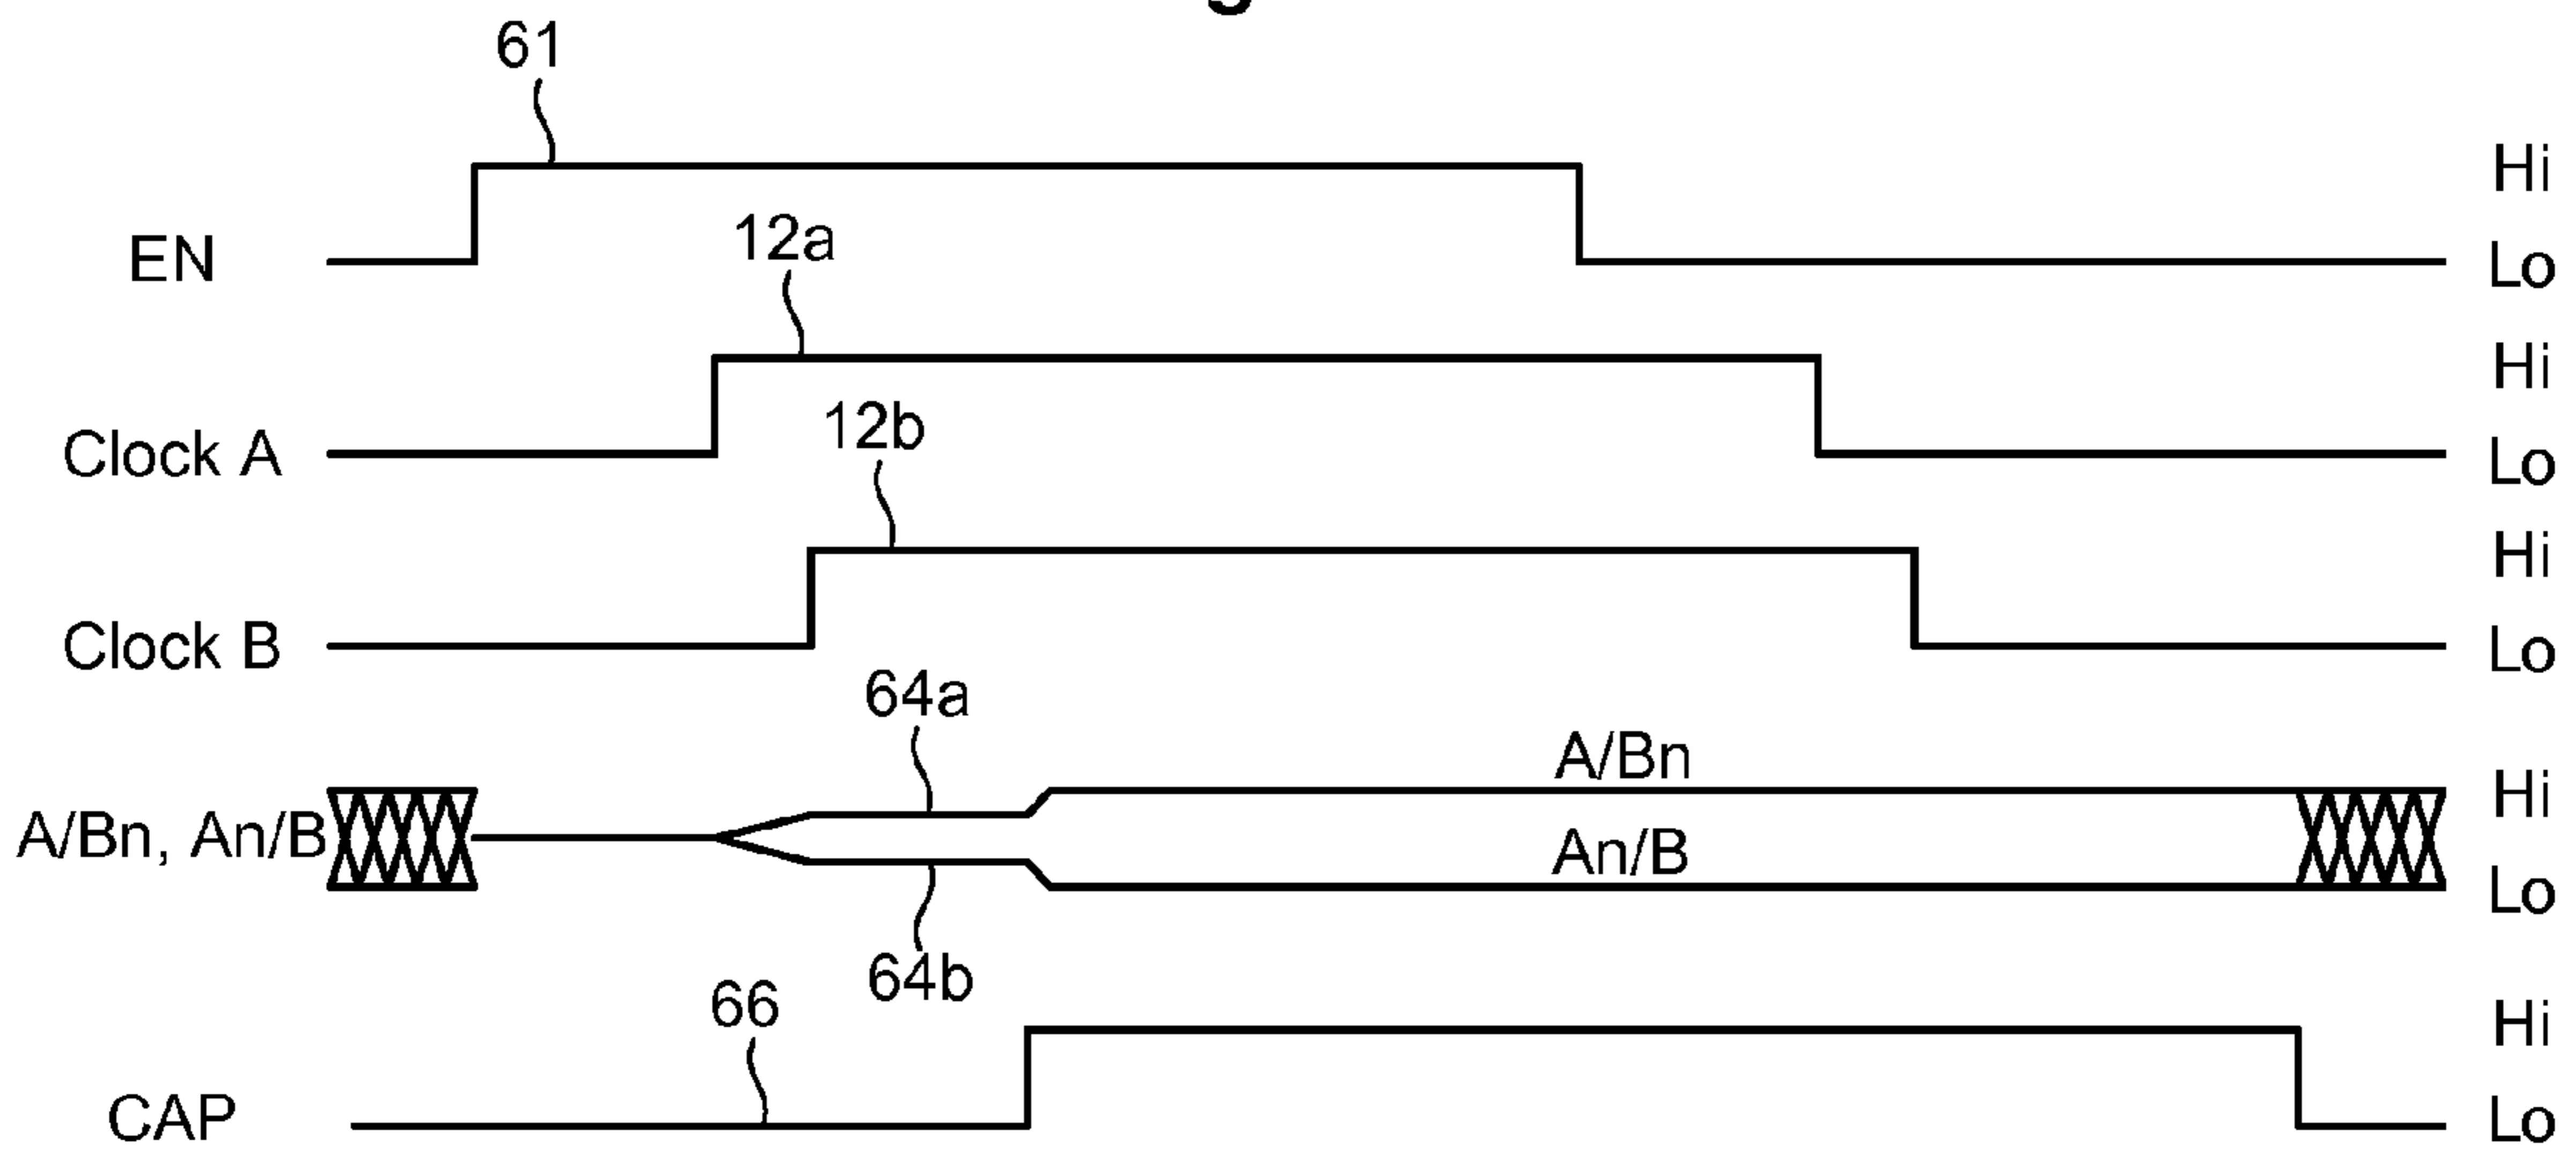 61
Hi
EN
Lo
12a
Hi
Clock A
Lo
12b
Hi
Clock B
Lo
64a
A/Bn
Hi
A/Bn, An/B
An/B
Lo
64b
66
Hi
CAP
Lo